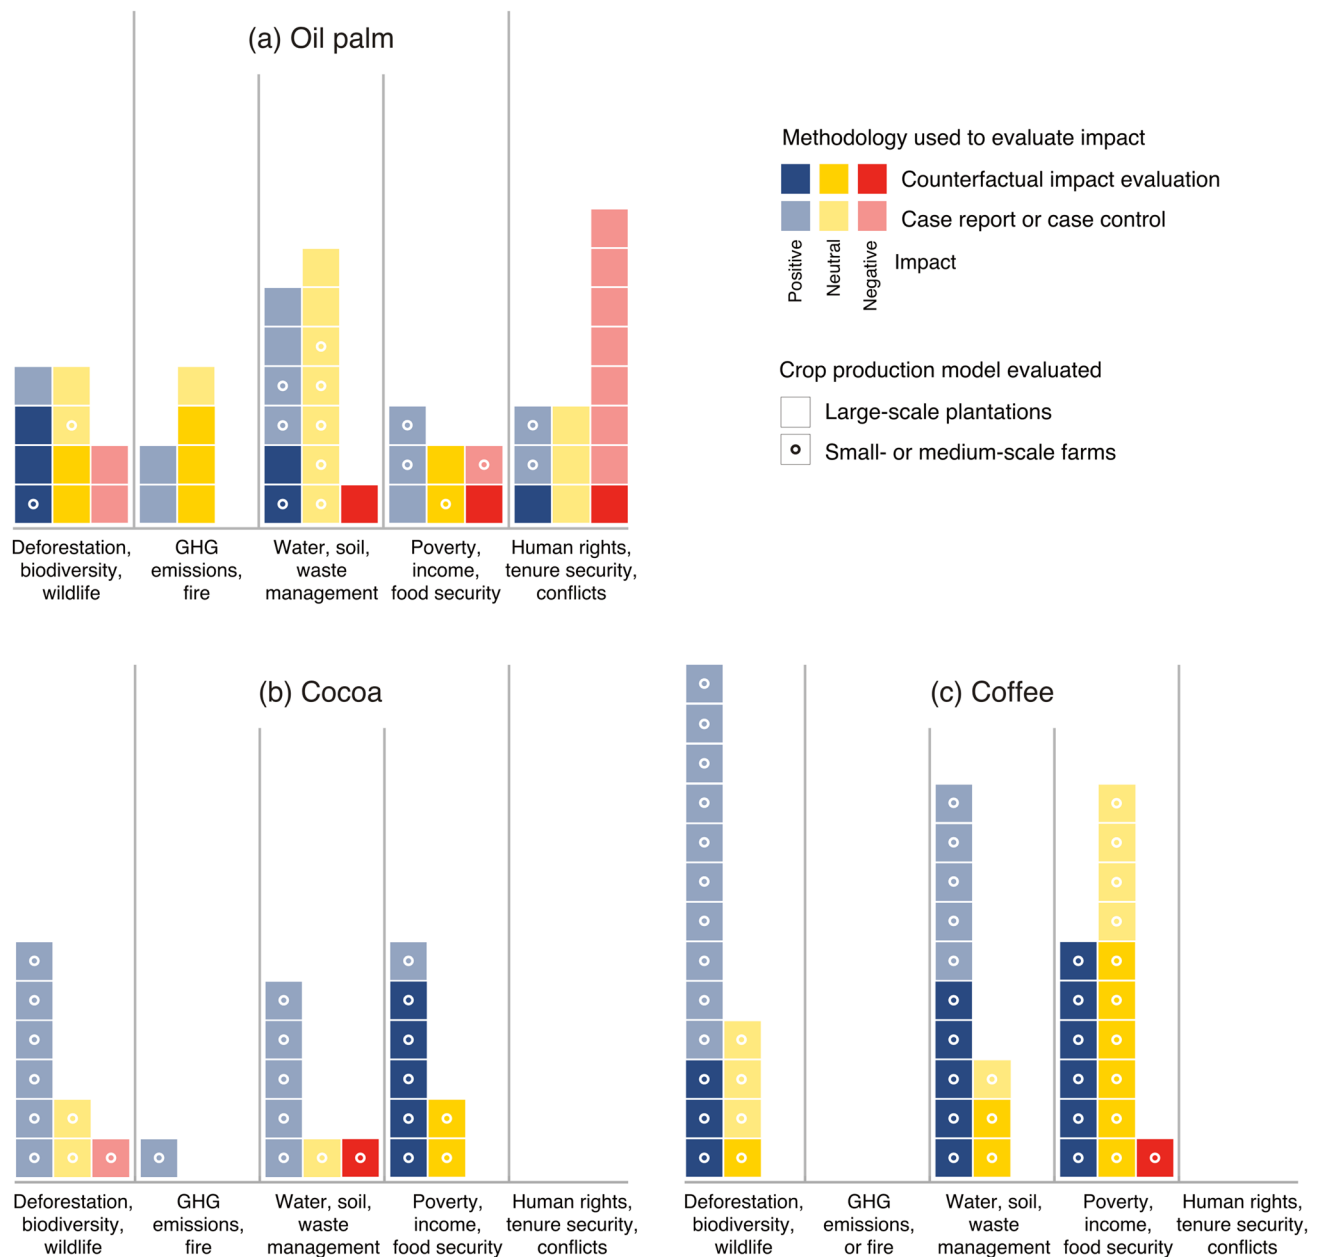 (a) Oil palm
Methodology used to evaluate impact
Counterfactual impact evaluation
Case report or case control
Positive
Neutral
Negative
Impact
Crop production model evaluated
Large-scale plantations
Small- or medium-scale farms
Deforestation,
biodiversity,
wildlife
GHG
emissions,
fire
Water, soil,
waste
management
Poverty,
income,
food security
Human rights,
tenure security,
conflicts
(b) Cocoa
Deforestation,
biodiversity,
wildlife
GHG
emissions,
fire
Water, soil,
waste
management
Poverty,
income,
food security
Human rights,
tenure security,
conflicts
(c) Coffee
Deforestation,
biodiversity,
wildlife
GHG
emissions,
or fire
Water, soil,
waste
management
Poverty,
income,
food security
Human rights,
tenure security,
conflicts